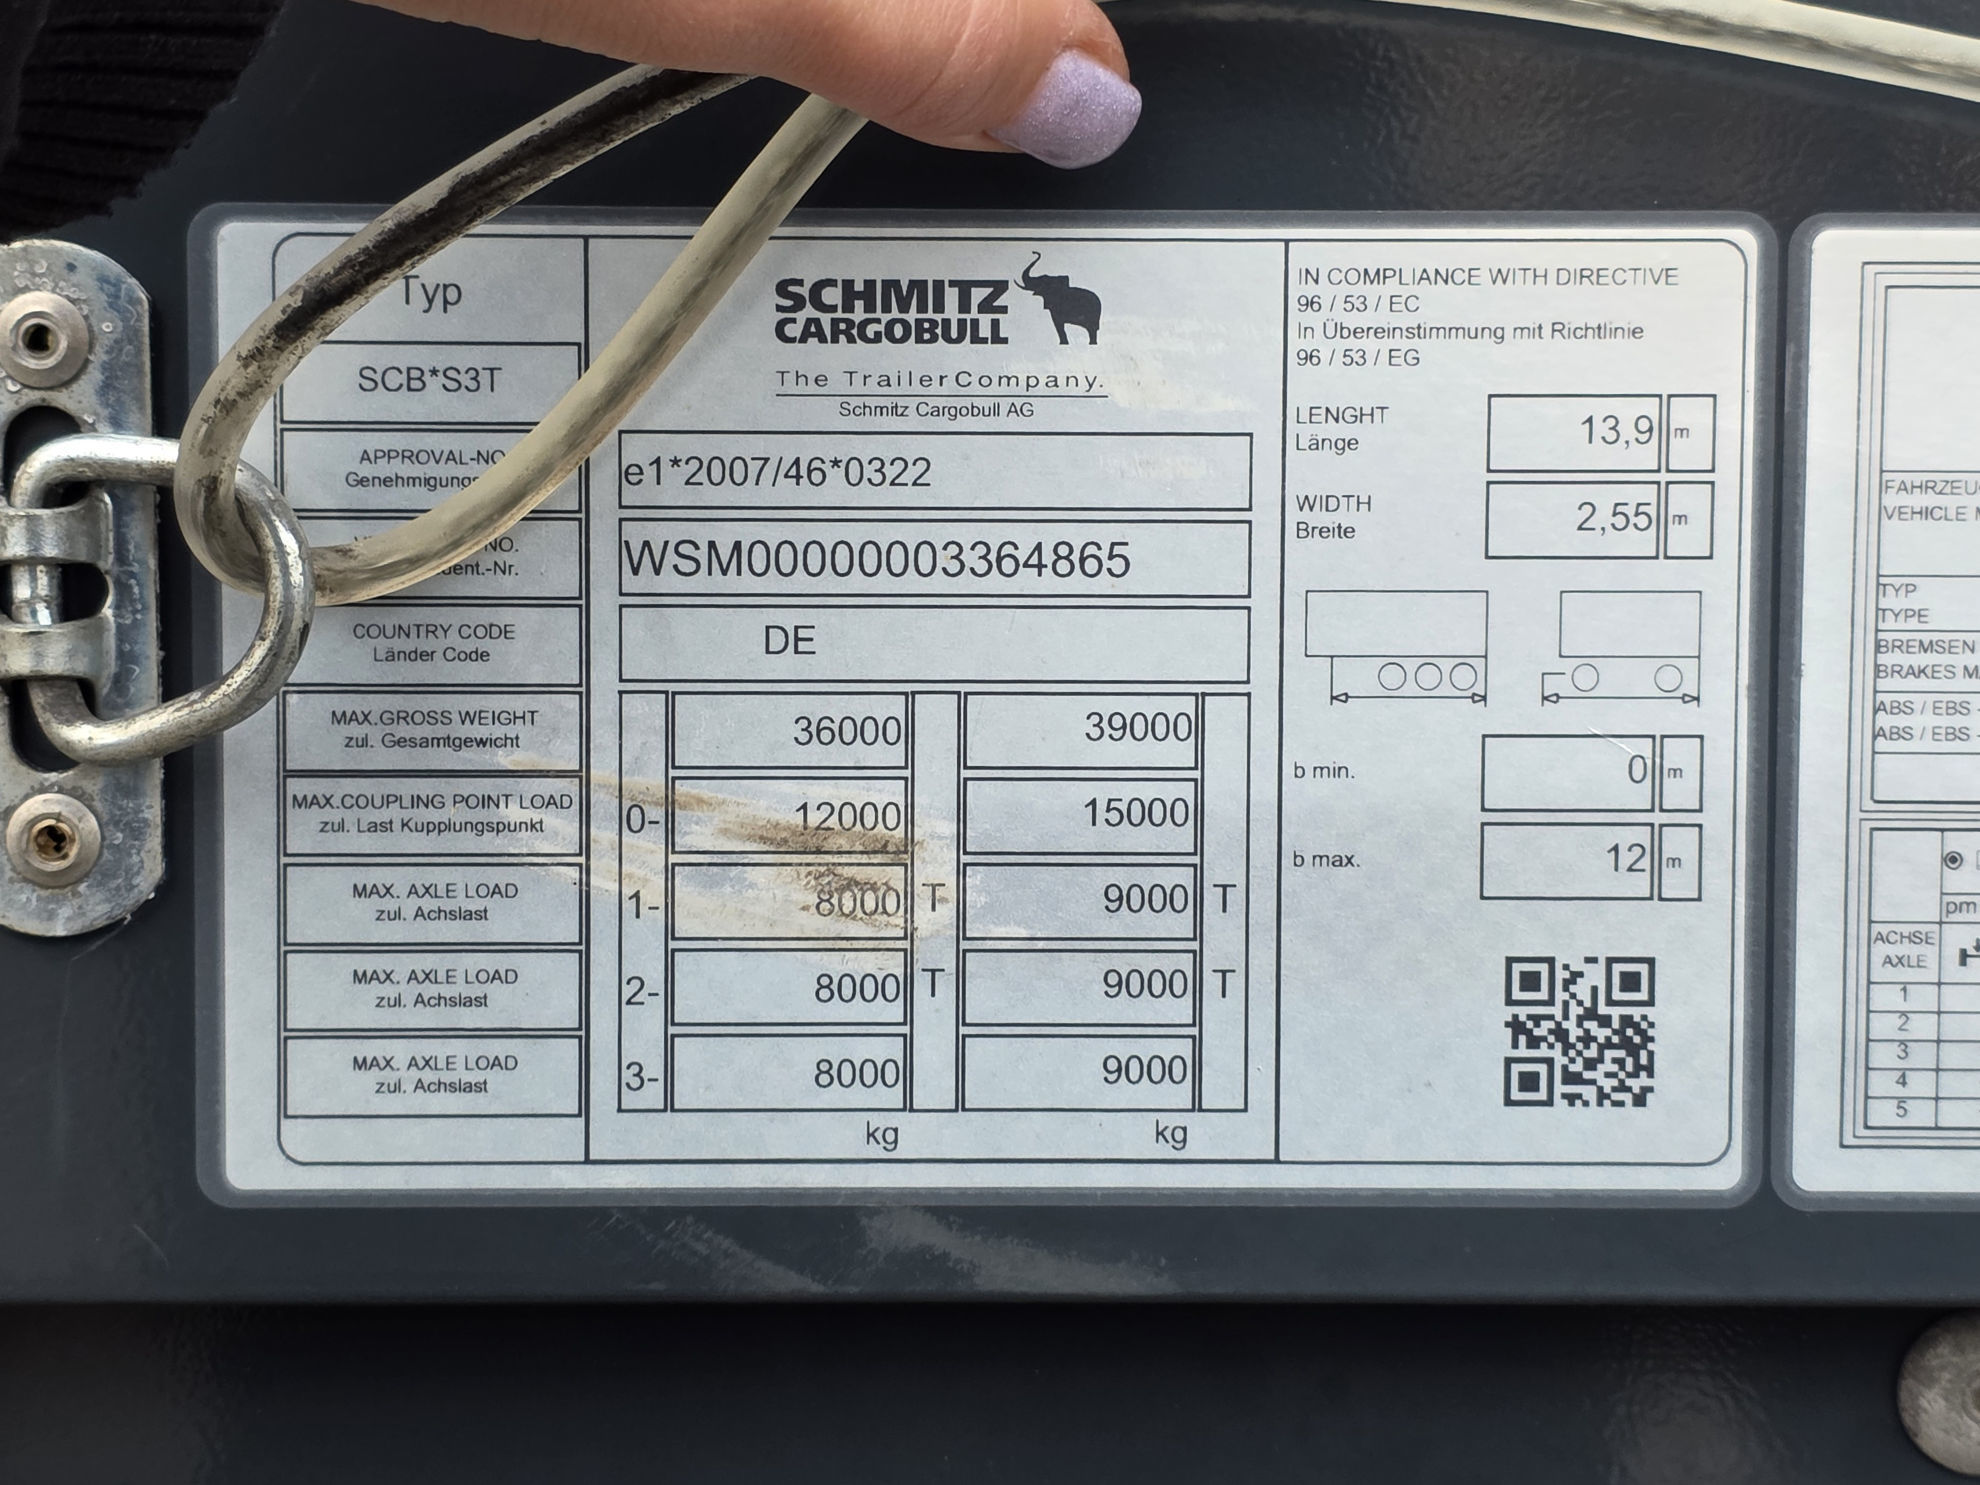 Typ
SCHMITZ
CARGOBULL
The Trailer Company.
Schmitz Cargobull AG
SCB*S3T
APPROVAL-NO
e1*2007/46*0322
NO.
WSM00000003364865
ent.-Nr.
COUNTRY CODE
Länder Code
DE
MAX.GROSS WEIGHT
zul. Gesamtgewicht
36000 39000
MAX.COUPLING POINT LOAD
zul. Last Kupplungspunkt
0- 12000 15000
MAX. AXLE LOAD
zul. Achslast
1- 8000 T 9000 T
MAX. AXLE LOAD
zul. Achslast
2- 8000 T 9000 T
MAX. AXLE LOAD
zul. Achslast
3- 8000 9000
kg kg
IN COMPLIANCE WITH DIRECTIVE
96 / 53 / EC
In Übereinstimmung mit Richtlinie
96 / 53 / EG
LENGHT
Länge
13,9 m
WIDTH
Breite
2,55 m
b min. 0 m
b max. 12 m
FAHRZEU
VEHICLE
TYP
TYPE
BREMSEN
BRAKES
ABS / EBS -
ABS / EBS -
pm
ACHSE
AXLE
1
2
3
4
5